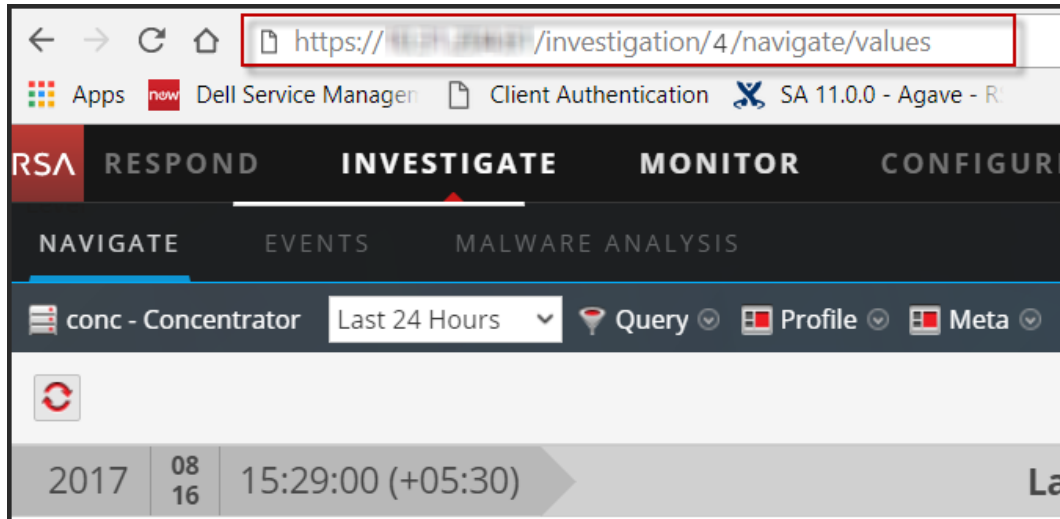 https:// /investigation/4/navigate/values
Apps now Dell Service Manager Client Authentication SA 11.0.0 - Agave - R
RSA RESPOND INVESTIGATE MONITOR CONFIGUR
NAVIGATE EVENTS MALWARE ANALYSIS
conc - Concentrator Last 24 Hours Query Profile Meta
2017 08 16 15:29:00 (+05:30) La